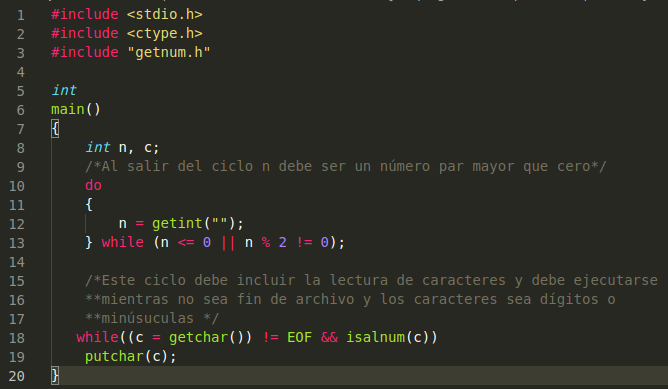 1 #include <stdio.h>
2 #include <ctype.h>
3 #include "getnum.h"
4
5 int
6 main()
7 {
8 int n, c;
9 /*Al salir del ciclo n debe ser un número par mayor que cero*/
10 do
11 {
12 n = getint("");
13 } while (n <= 0 || n % 2 != 0);
14
15 /*Este ciclo debe incluir la lectura de caracteres y debe ejecutarse
16 **mientras no sea fin de archivo y los caracteres sea dígitos o
17 **minúsuculas */
18 while((c = getchar()) != EOF && isalnum(c))
19 putchar(c);
20 }